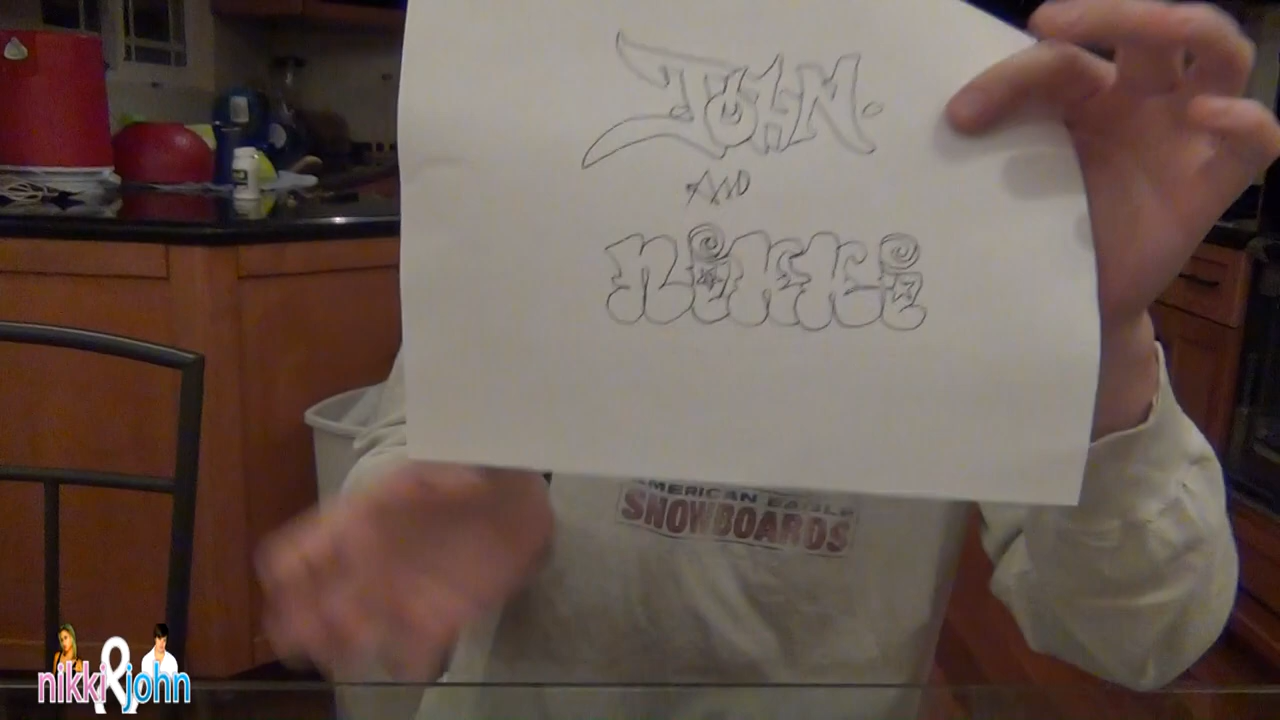 JOHN.
AND
NiKKi
AMERICAN EAGLE
SNOWBOARDS
nikki&john